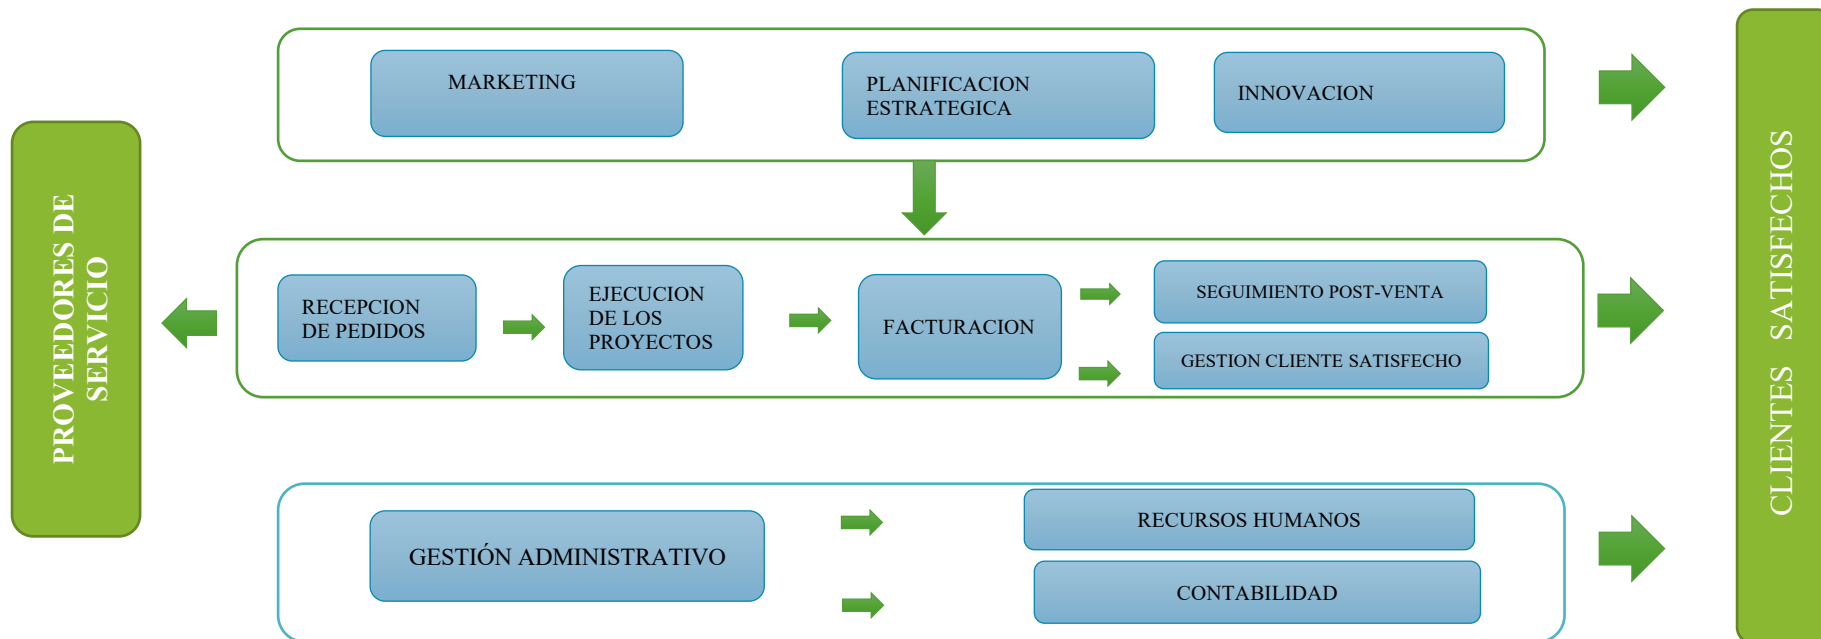 MARKETING
PLANIFICACION
ESTRATEGICA
INNOVACION
PROVEEDORES DE
SERVICIO
RECEPCION
DE PEDIDOS
EJECUCION
DE LOS
PROYECTOS
FACTURACION
SEGUIMIENTO POST-VENTA
GESTION CLIENTE SATISFECHO
GESTIÓN ADMINISTRATIVO
RECURSOS HUMANOS
CONTABILIDAD
CLIENTES SATISFECHOS